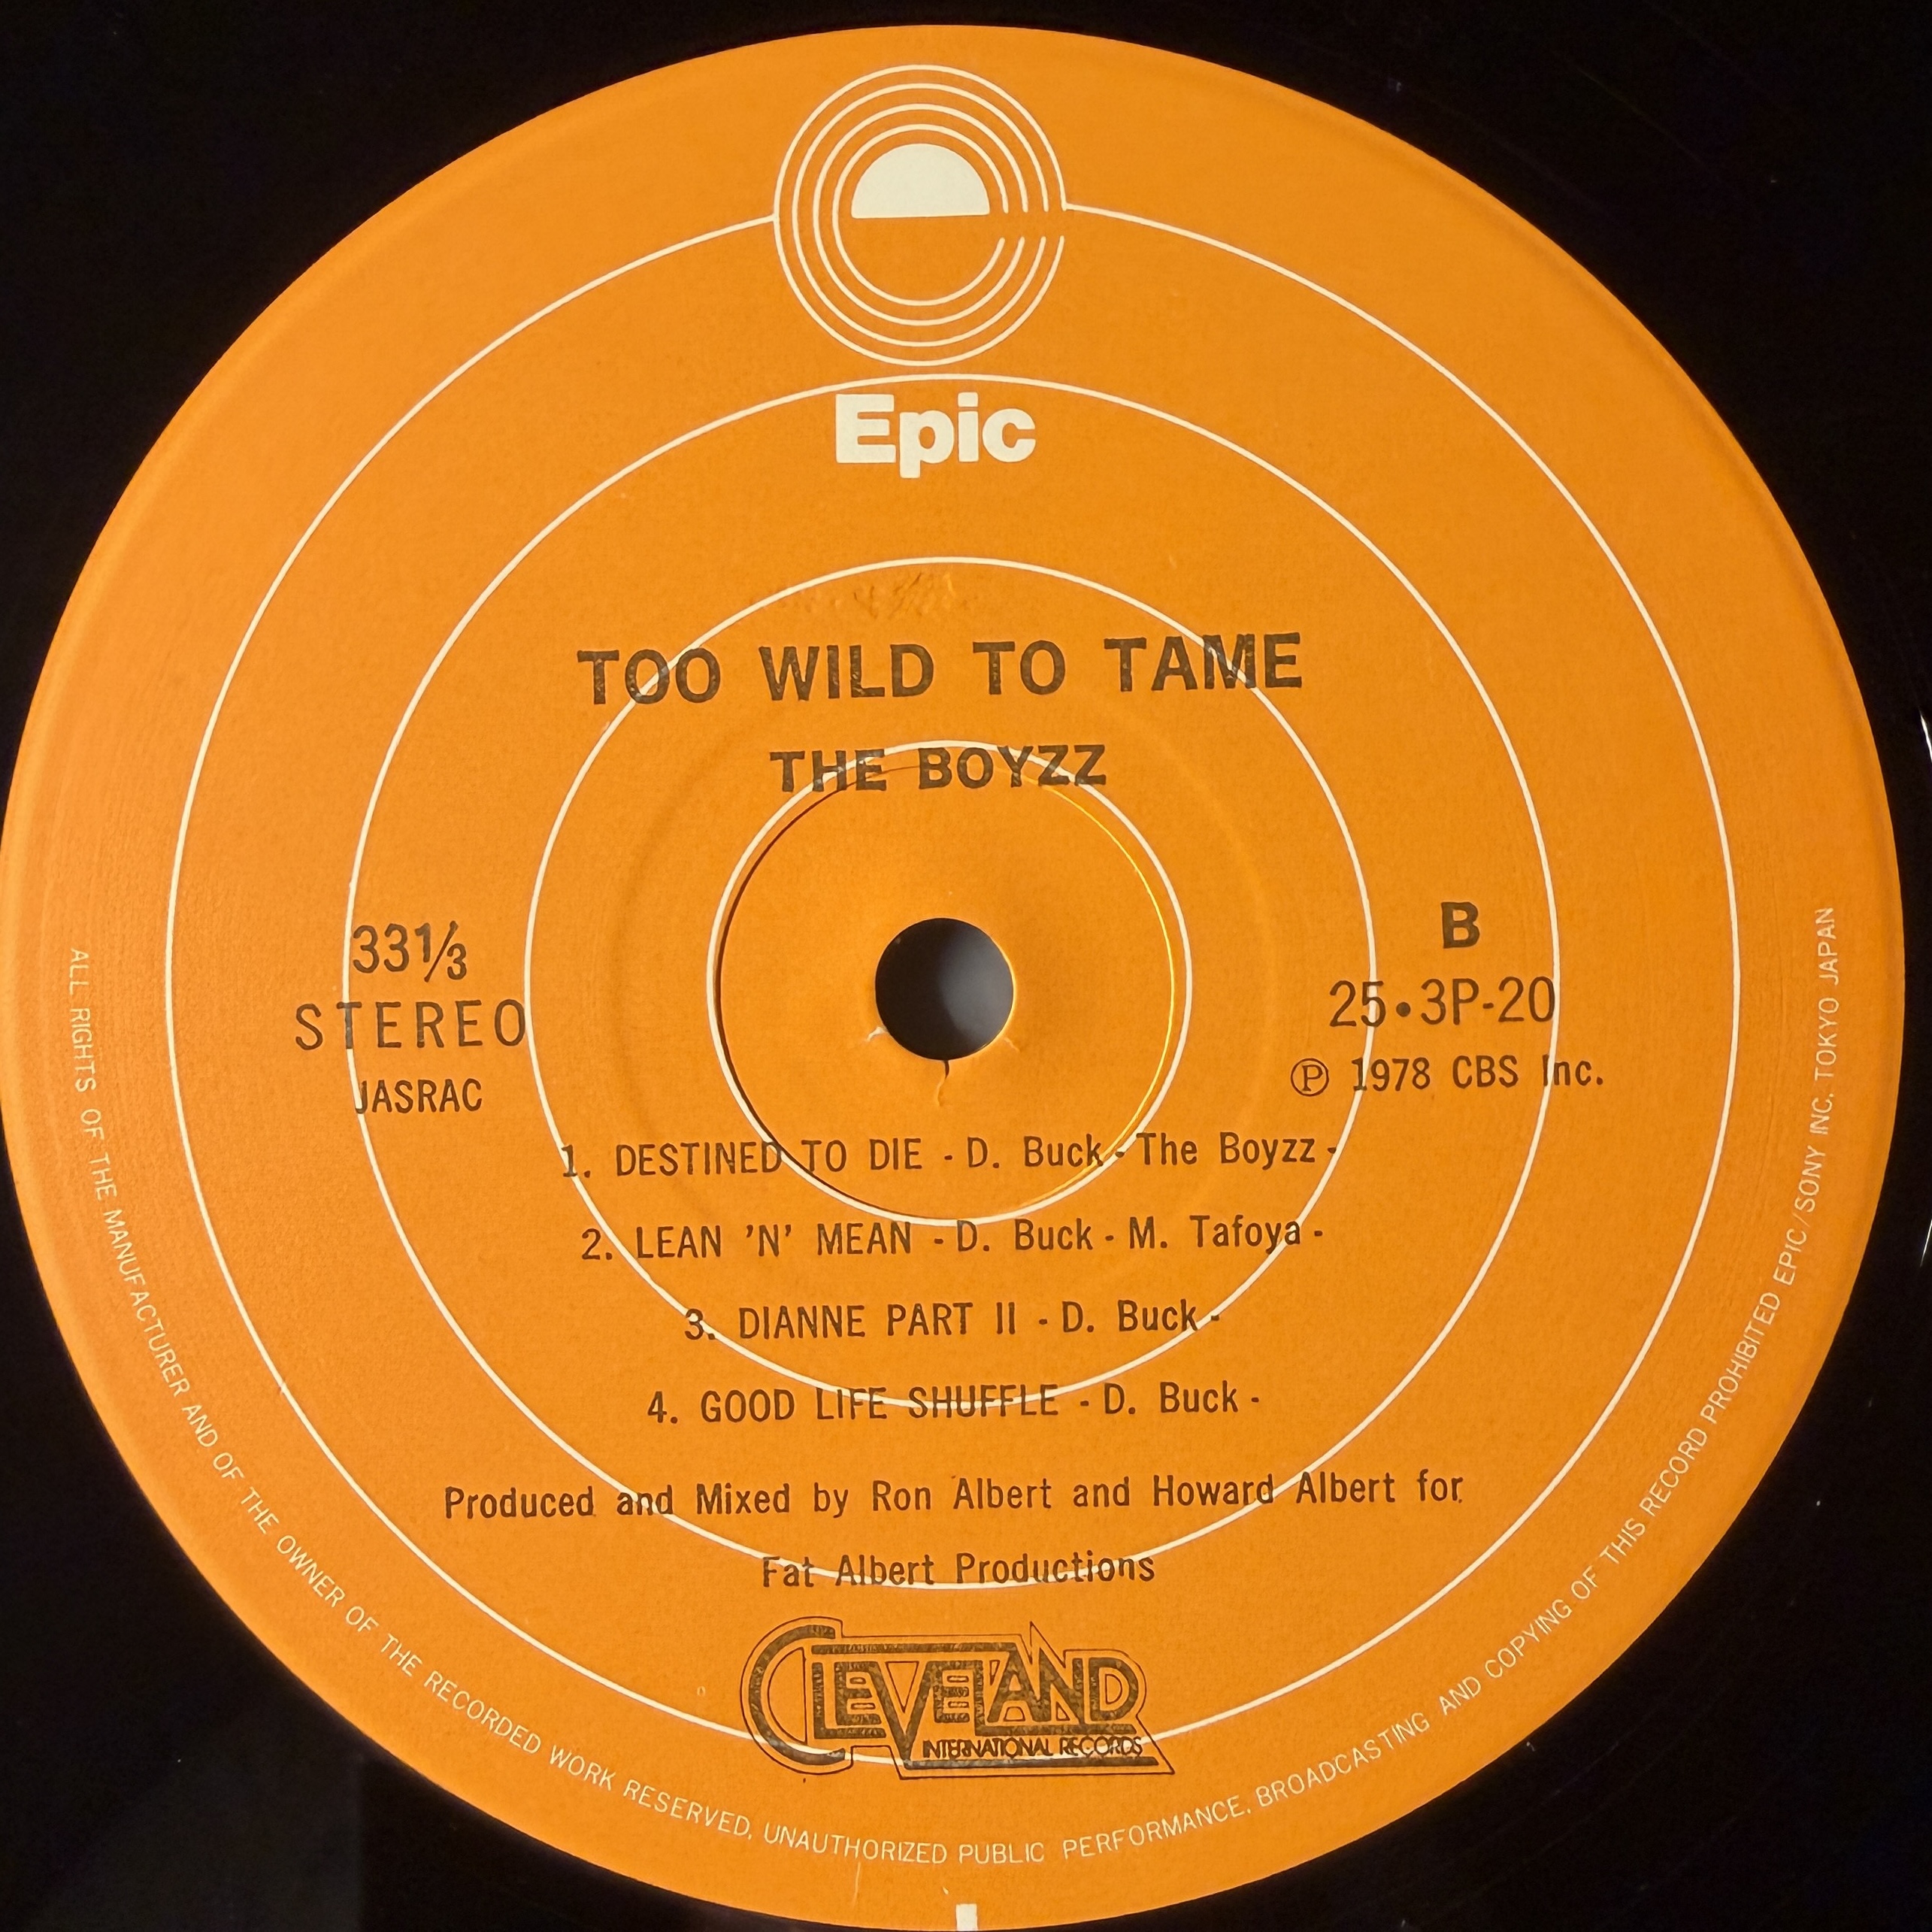 Epic
TOO WILD TO TAME
THE BOYZZ
33⅓
STEREO
JASRAC
B
25•3P-20
Ⓟ 1978 CBS Inc.
1. DESTINED TO DIE - D. Buck - The Boyzz -
2. LEAN 'N' MEAN - D. Buck - M. Tafoya -
3. DIANNE PART II - D. Buck -
4. GOOD LIFE SHUFFLE - D. Buck -
Produced and Mixed by Ron Albert and Howard Albert for
Fat Albert Productions
CLEVELAND
INTERNATIONAL RECORDS
ALL RIGHTS OF THE MANUFACTURER AND OF THE OWNER OF THE RECORDED WORK RESERVED, UNAUTHORIZED PUBLIC PERFORMANCE, BROADCASTING AND COPYING OF THIS RECORD PROHIBITED EPIC/SONY INC. TOKYO JAPAN